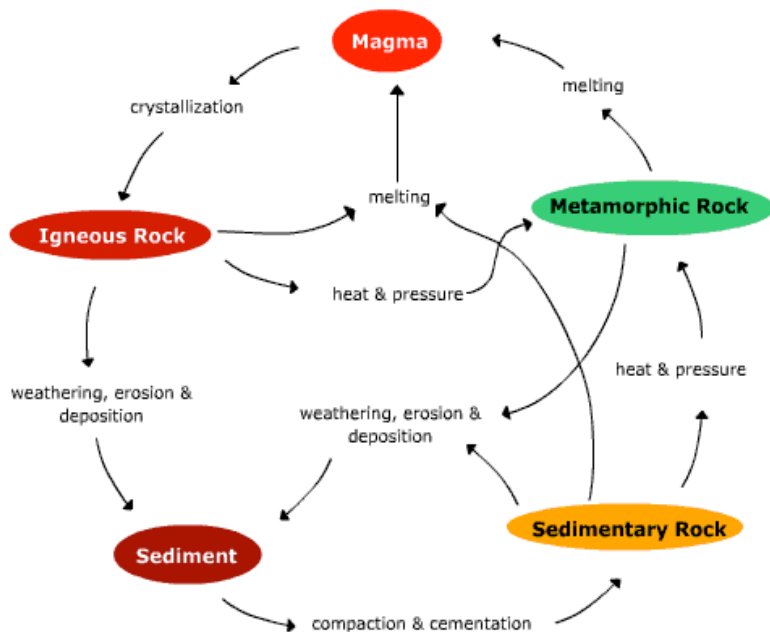 Magma
melting
crystallization
melting
Metamorphic Rock
Igneous Rock
heat & pressure
heat & pressure
weathering, erosion &
deposition
weathering, erosion &
deposition
Sedimentary Rock
Sediment
compaction & cementation